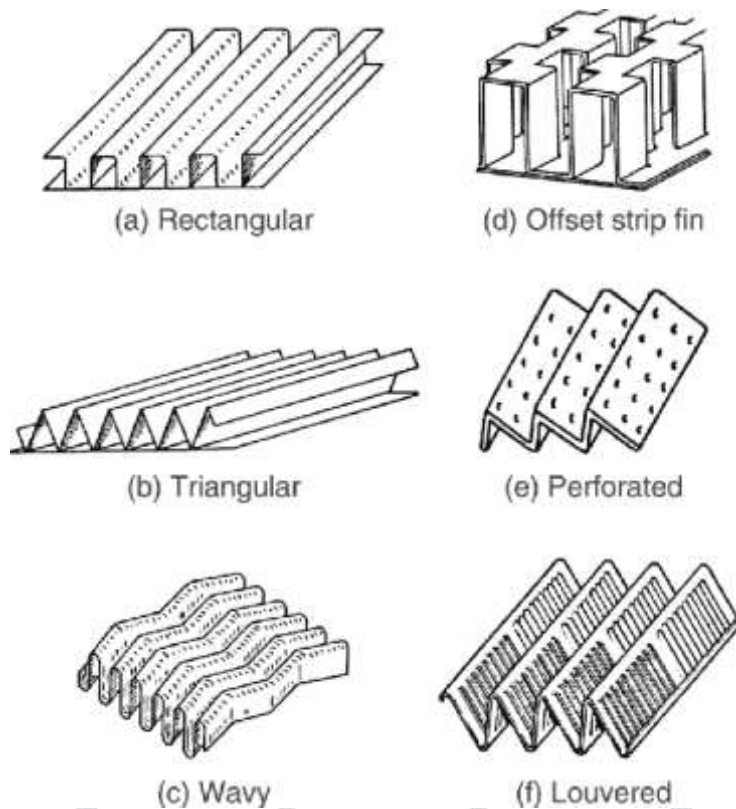 (a) Rectangular
(d) Offset strip fin
(b) Triangular
(e) Perforated
(c) Wavy
(f) Louvered